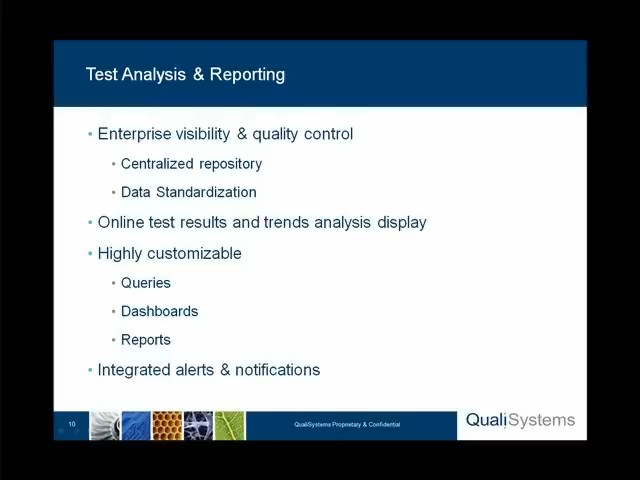 Test Analysis & Reporting
• Enterprise visibility & quality control
• Centralized repository
• Data Standardization
• Online test results and trends analysis display
• Highly customizable
• Queries
• Dashboards
• Reports
• Integrated alerts & notifications
10
QualiSystems Proprietary & Confidential
QualiSystems